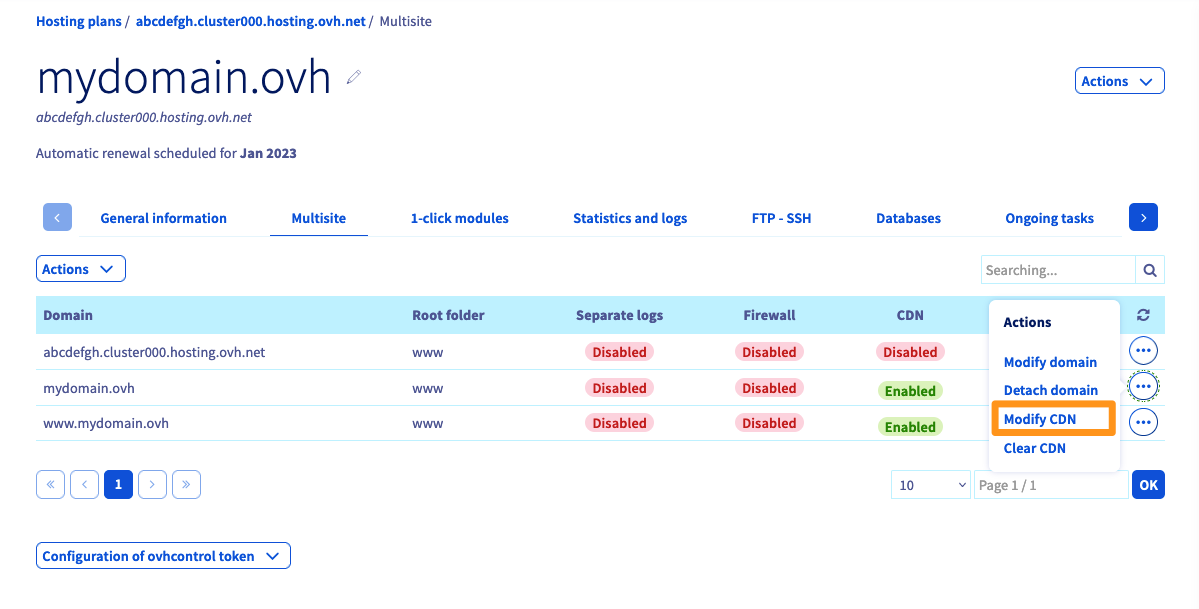 Hosting plans / abcdefgh.cluster000.hosting.ovh.net / Multisite
mydomain.ovh
Actions
abcdefgh.cluster000.hosting.ovh.net
Automatic renewal scheduled for Jan 2023
General information Multisite 1-click modules Statistics and logs FTP - SSH Databases Ongoing tasks
Actions
Searching...
Domain Root folder Separate logs Firewall CDN
abcdefgh.cluster000.hosting.ovh.net www Disabled Disabled Disabled
mydomain.ovh www Disabled Disabled Enabled
www.mydomain.ovh www Disabled Disabled Enabled
Actions
Modify domain
Detach domain
Modify CDN
Clear CDN
« < 1 > »
10 Page 1 / 1 OK
Configuration of ovhcontrol token